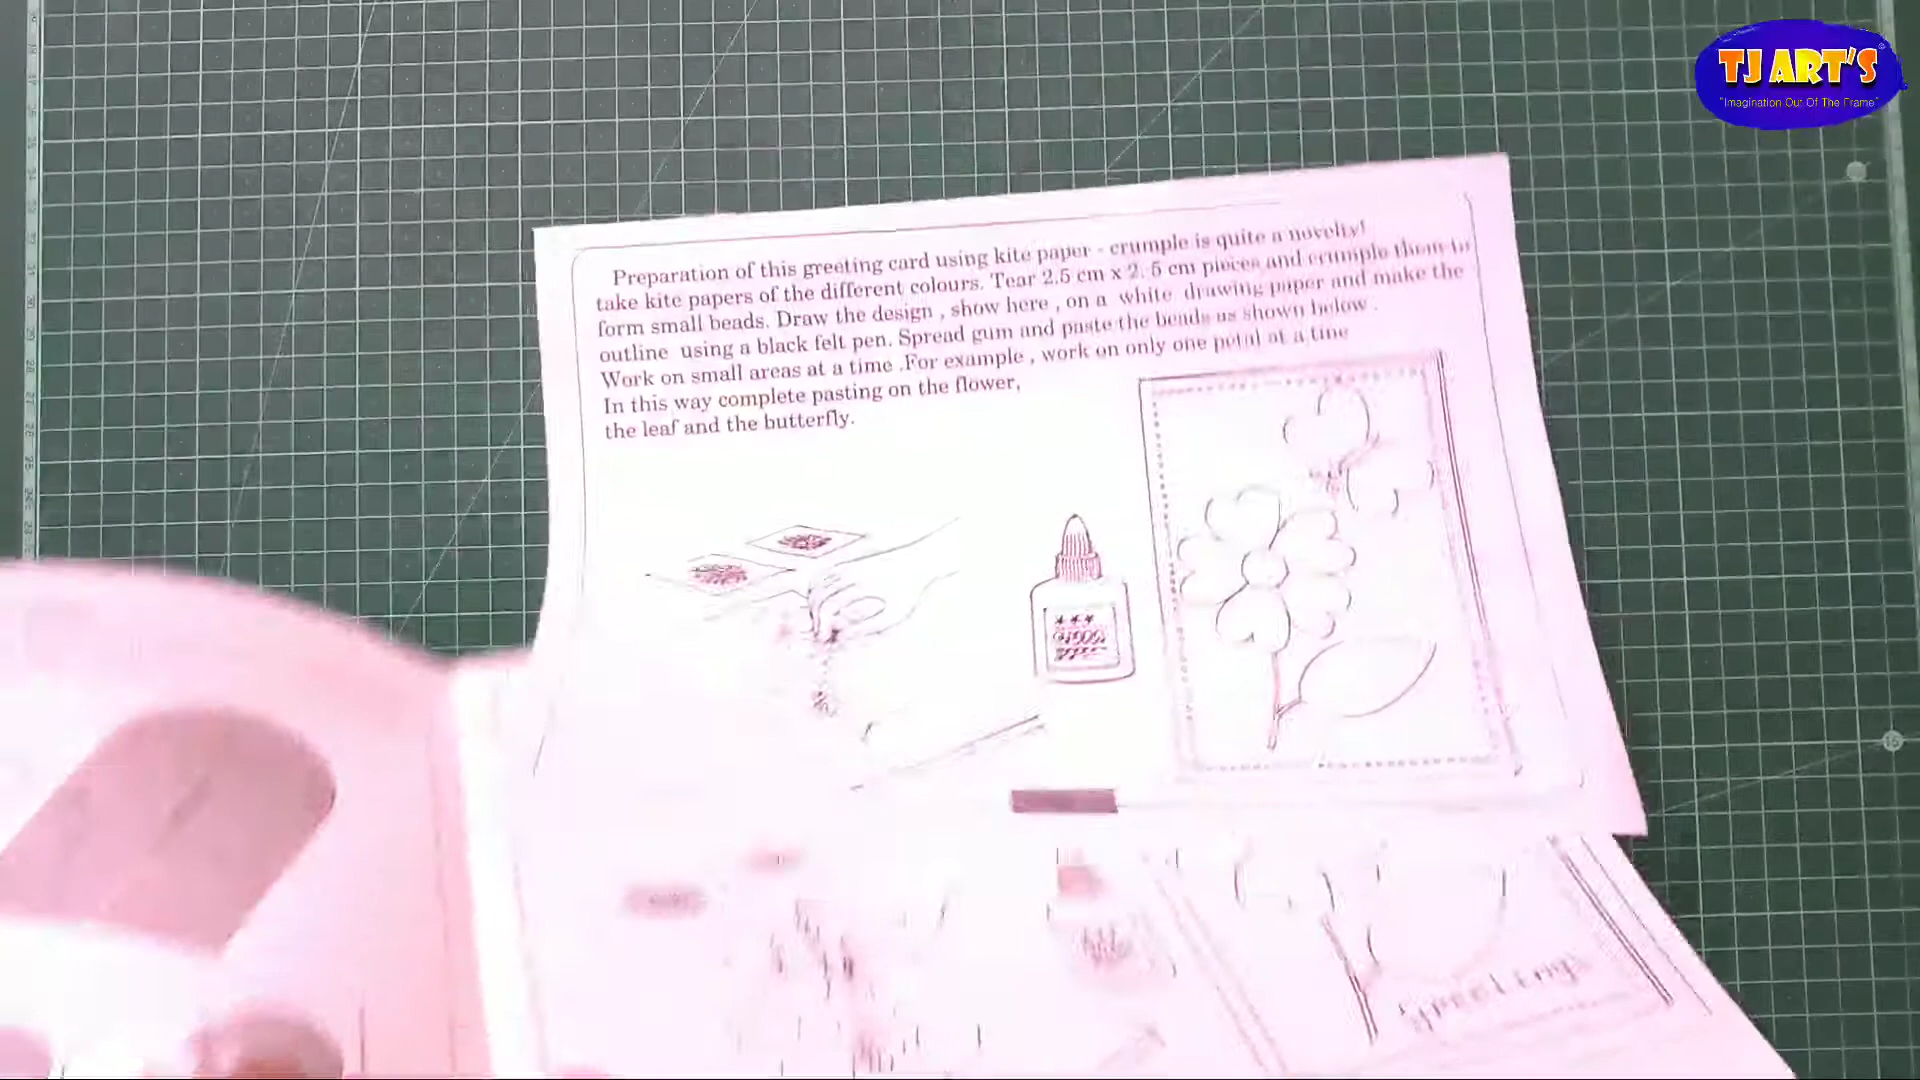 TJ ART'S
"Imagination Out Of The Frame"
Preparation of this greeting card using kite paper - crumple is quite a novelty!
take kite papers of the different colours. Tear 2.5 cm x 2. 5 cm pieces and crumple them to
form small beads. Draw the design , show here , on a white drawing paper and make the
outline using a black felt pen. Spread gum and paste the beads as shown below .
Work on small areas at a time .For example , work on only one petal at a tine
In this way complete pasting on the flower,
the leaf and the butterfly.
Greetings